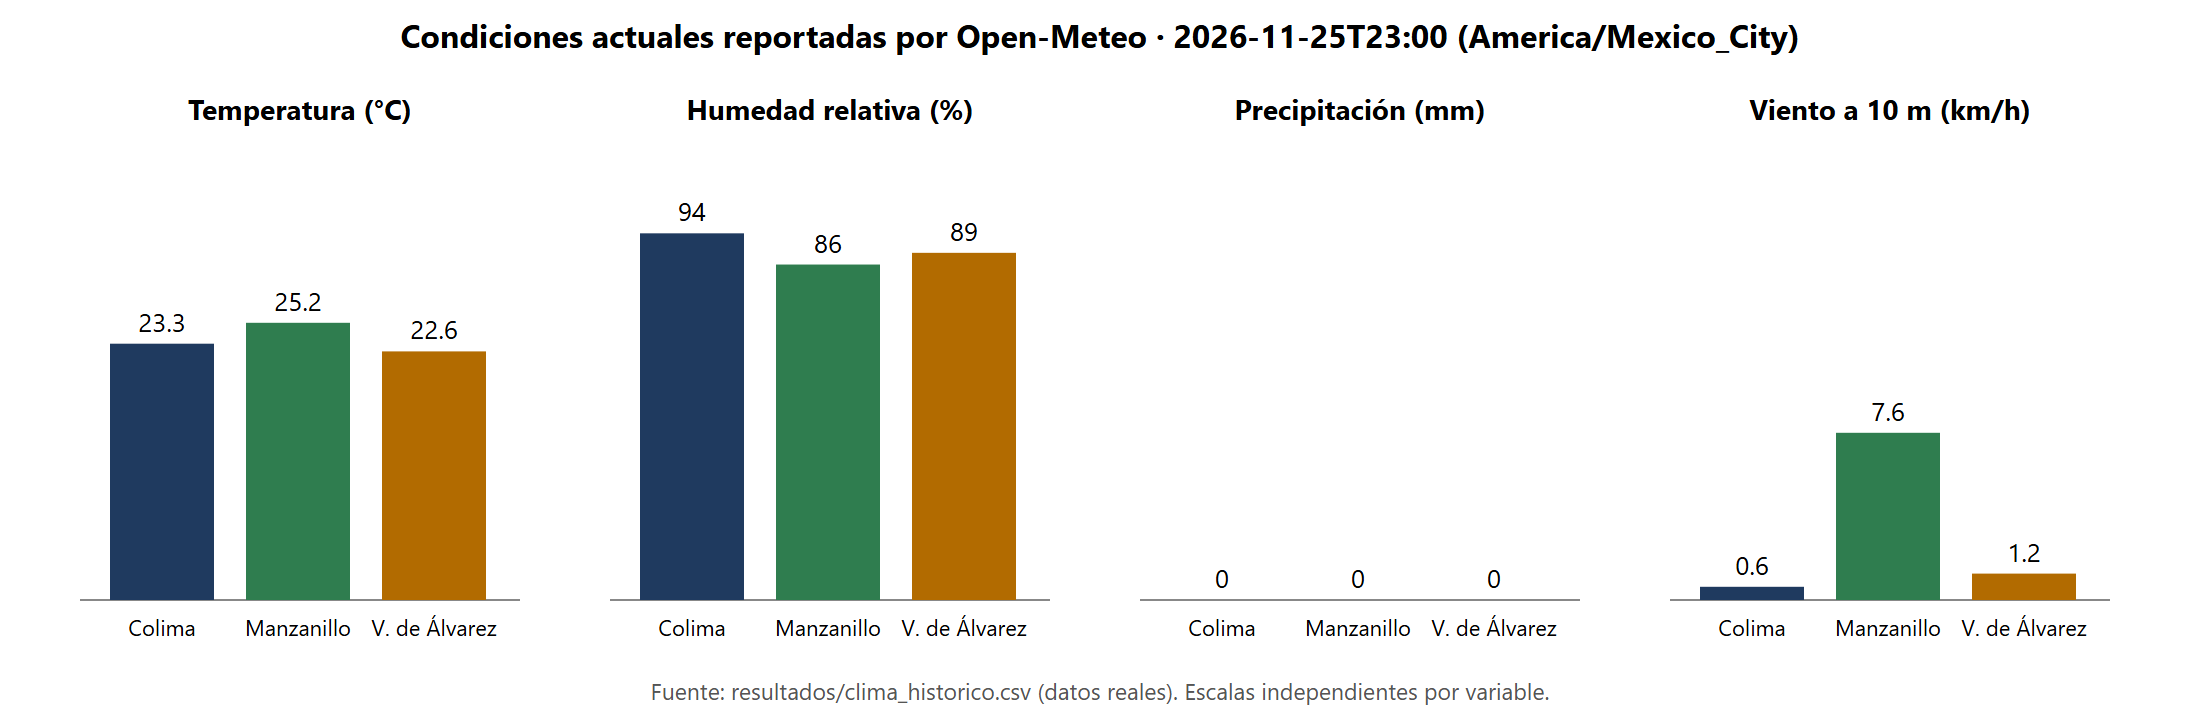 Condiciones actuales reportadas por Open-Meteo · 2026-11-25T23:00 (America/Mexico_City)
Temperatura (°C)
23.3
25.2
22.6
Colima
Manzanillo
V. de Álvarez
Humedad relativa (%)
94
86
89
Colima
Manzanillo
V. de Álvarez
Precipitación (mm)
0
0
0
Colima
Manzanillo
V. de Álvarez
Viento a 10 m (km/h)
0.6
7.6
1.2
Colima
Manzanillo
V. de Álvarez
Fuente: resultados/clima_historico.csv (datos reales). Escalas independientes por variable.